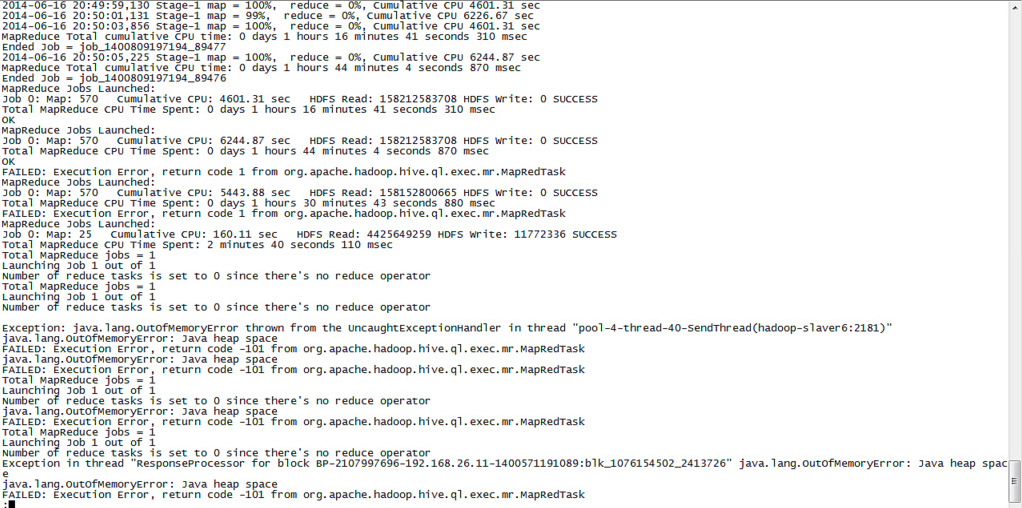 2014-06-16 20:49:59,130 Stage-1 map = 100%,  reduce = 0%, Cumulative CPU 4601.31 sec
2014-06-16 20:50:01,131 Stage-1 map = 99%,  reduce = 0%, Cumulative CPU 6226.67 sec
2014-06-16 20:50:03,856 Stage-1 map = 100%,  reduce = 0%, Cumulative CPU 4601.31 sec
MapReduce Total cumulative CPU time: 0 days 1 hours 16 minutes 41 seconds 310 msec
Ended Job = job_1400809197194_89477
2014-06-16 20:50:05,225 Stage-1 map = 100%,  reduce = 0%, Cumulative CPU 6244.87 sec
MapReduce Total cumulative CPU time: 0 days 1 hours 44 minutes 4 seconds 870 msec
Ended Job = job_1400809197194_89476
MapReduce Jobs Launched:
Job 0: Map: 570   Cumulative CPU: 4601.31 sec   HDFS Read: 158212583708 HDFS Write: 0 SUCCESS
Total MapReduce CPU Time Spent: 0 days 1 hours 16 minutes 41 seconds 310 msec
OK
MapReduce Jobs Launched:
Job 0: Map: 570   Cumulative CPU: 6244.87 sec   HDFS Read: 158212583708 HDFS Write: 0 SUCCESS
Total MapReduce CPU Time Spent: 0 days 1 hours 44 minutes 4 seconds 870 msec
OK
FAILED: Execution Error, return code 1 from org.apache.hadoop.hive.ql.exec.mr.MapRedTask
MapReduce Jobs Launched:
Job 0: Map: 570   Cumulative CPU: 5443.88 sec   HDFS Read: 158152800665 HDFS Write: 0 SUCCESS
Total MapReduce CPU Time Spent: 0 days 1 hours 30 minutes 43 seconds 880 msec
FAILED: Execution Error, return code 1 from org.apache.hadoop.hive.ql.exec.mr.MapRedTask
MapReduce Jobs Launched:
Job 0: Map: 25   Cumulative CPU: 160.11 sec   HDFS Read: 4425649259 HDFS Write: 11772336 SUCCESS
Total MapReduce CPU Time Spent: 2 minutes 40 seconds 110 msec
Total MapReduce jobs = 1
Launching Job 1 out of 1
Number of reduce tasks is set to 0 since there's no reduce operator
Total MapReduce jobs = 1
Launching Job 1 out of 1
Number of reduce tasks is set to 0 since there's no reduce operator
Exception: java.lang.OutOfMemoryError thrown from the UncaughtExceptionHandler in thread "pool-4-thread-40-SendThread(hadoop-slaver6:2181)"
java.lang.OutOfMemoryError: Java heap space
FAILED: Execution Error, return code -101 from org.apache.hadoop.hive.ql.exec.mr.MapRedTask
java.lang.OutOfMemoryError: Java heap space
FAILED: Execution Error, return code -101 from org.apache.hadoop.hive.ql.exec.mr.MapRedTask
Total MapReduce jobs = 1
Launching Job 1 out of 1
Number of reduce tasks is set to 0 since there's no reduce operator
java.lang.OutOfMemoryError: Java heap space
FAILED: Execution Error, return code -101 from org.apache.hadoop.hive.ql.exec.mr.MapRedTask
Total MapReduce jobs = 1
Launching Job 1 out of 1
Number of reduce tasks is set to 0 since there's no reduce operator
Exception in thread "ResponseProcessor for block BP-2107997696-192.168.26.11-1400571191089:blk_1076154502_2413726" java.lang.OutOfMemoryError: Java heap spac
e
java.lang.OutOfMemoryError: Java heap space
FAILED: Execution Error, return code -101 from org.apache.hadoop.hive.ql.exec.mr.MapRedTask
: